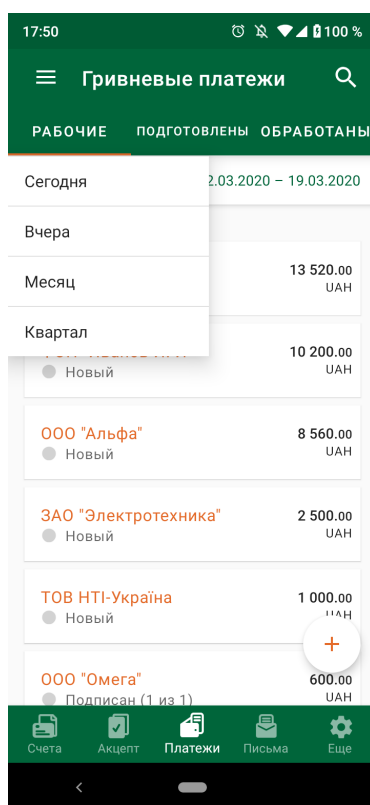 17:50 100 %
Гривневые платежи
РАБОЧИЕ ПОДГОТОВЛЕНЫ ОБРАБОТАНЫ
Сегодня 2.03.2020 – 19.03.2020
Вчера
Месяц 13 520.00
UAH
Квартал
10 200.00
Новый UAH
ООО "Альфа" 8 560.00
Новый UAH
ЗАО "Электротехника" 2 500.00
Новый UAH
ТОВ НТІ-Україна 1 000.00
Новый UAH
+
ООО "Омега" 600.00
Подписан (1 из 1) UAH
Счета Акцепт Платежи Письма Еще